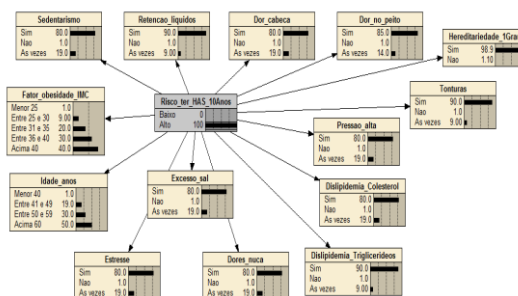 Sedentarismo
Sim 80.0
Nao 1.0
As vezes 19.0
Retencao_liquidos
Sim 90.0
Nao 1.0
As vezes 9.00
Dor_cabeca
Sim 80.0
Nao 1.0
As vezes 19.0
Dor_no_peito
Sim 85.0
Nao 1.0
As vezes 14.0
Hereditariedade_1Grau
Sim 98.9
Nao 1.10
Fator_obesidade_IMC
Menor 25 1.0
Entre 25 e 30 9.00
Entre 31 e 35 20.0
Entre 36 e 40 30.0
Acima 40 40.0
Risco_ter_HAS_10Anos
Baixo 0
Alto 100
Tonturas
Sim 90.0
Nao 1.0
As vezes 9.00
Pressao_alta
Sim 80.0
Nao 1.0
As vezes 19.0
Idade_anos
Menor 40 1.0
Entre 41 e 49 19.0
Entre 50 e 59 30.0
Acima 60 50.0
Excesso_sal
Sim 80.0
Nao 1.0
As vezes 19.0
Dislipidemia_Colesterol
Sim 80.0
Nao 1.0
As vezes 19.0
Estresse
Sim 80.0
Nao 1.0
As vezes 19.0
Dores_nuca
Sim 80.0
Nao 1.0
As vezes 19.0
Dislipidemia_Triglicerideos
Sim 90.0
Nao 1.0
As vezes 9.00